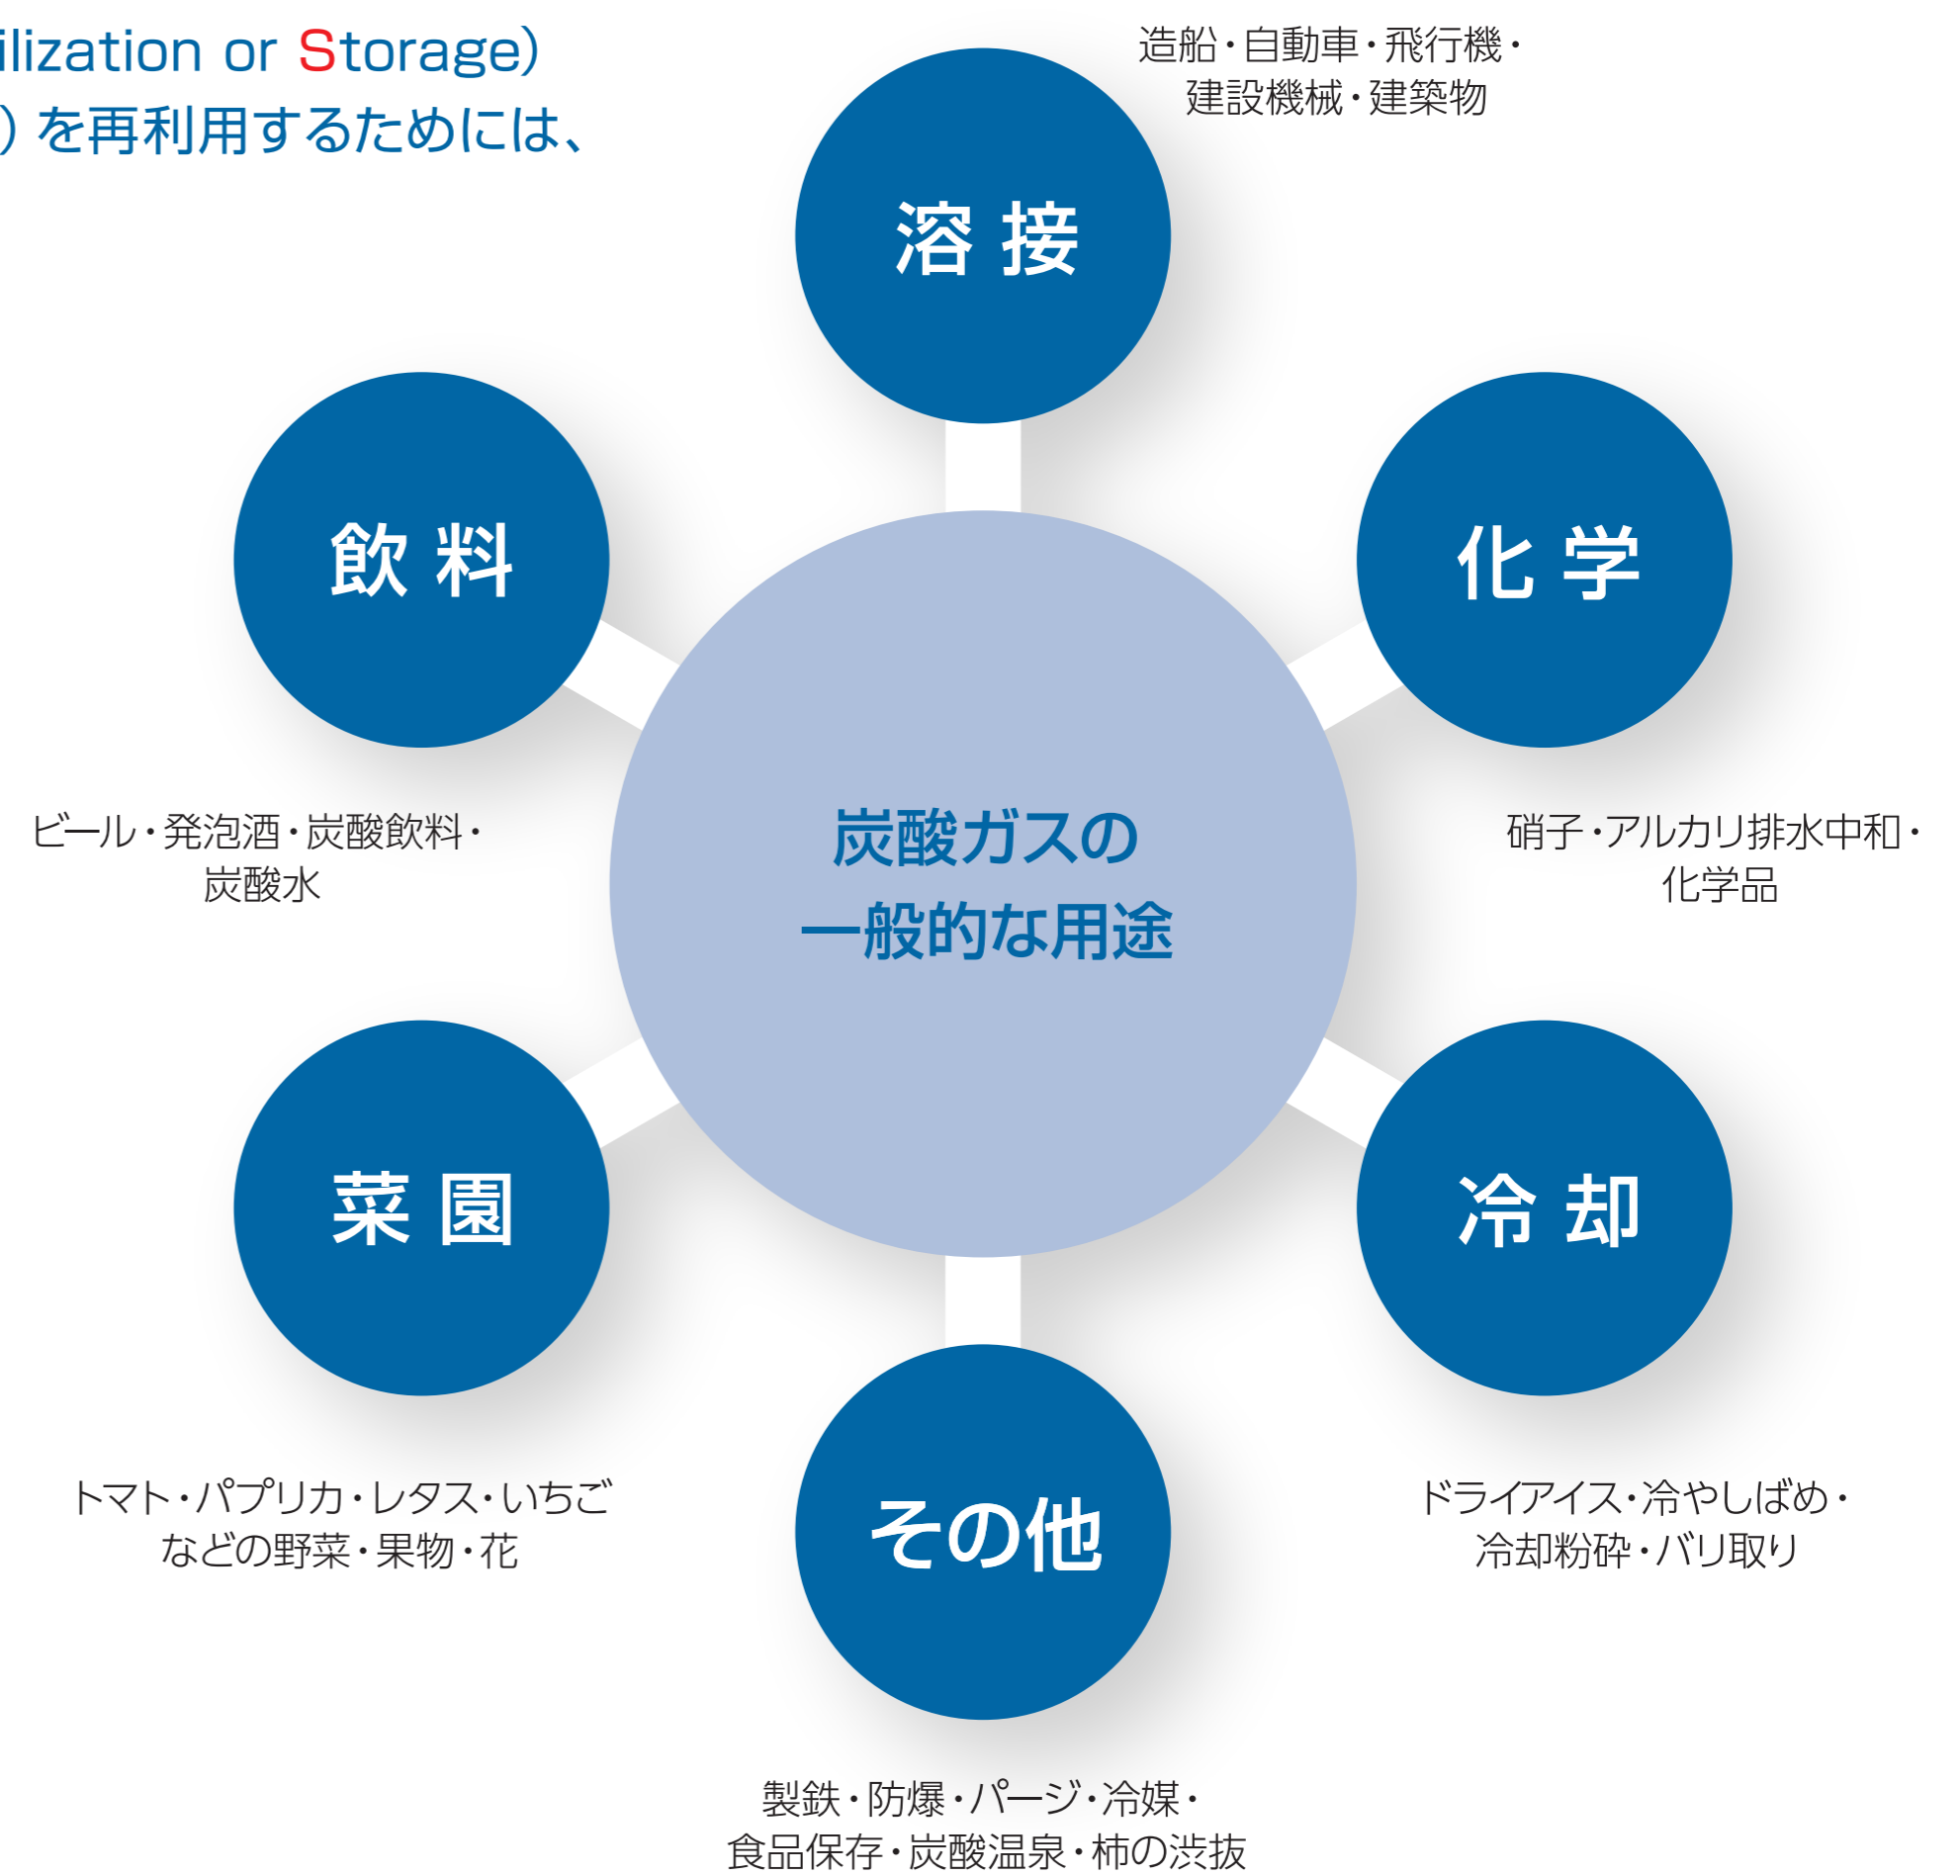 ilization or Storage）
）を再利用するためには、
造船・自動車・飛行機・
建設機械・建築物
溶接
飲料
化学
ビール・発泡酒・炭酸飲料・
炭酸水
炭酸ガスの
一般的な用途
硝子・アルカリ排水中和・
化学品
菜園
冷却
トマト・パプリカ・レタス・いちご
などの野菜・果物・花
その他
ドライアイス・冷やしばめ・
冷却粉砕・バリ取り
製鉄・防爆・パージ・冷媒・
食品保存・炭酸温泉・柿の渋抜